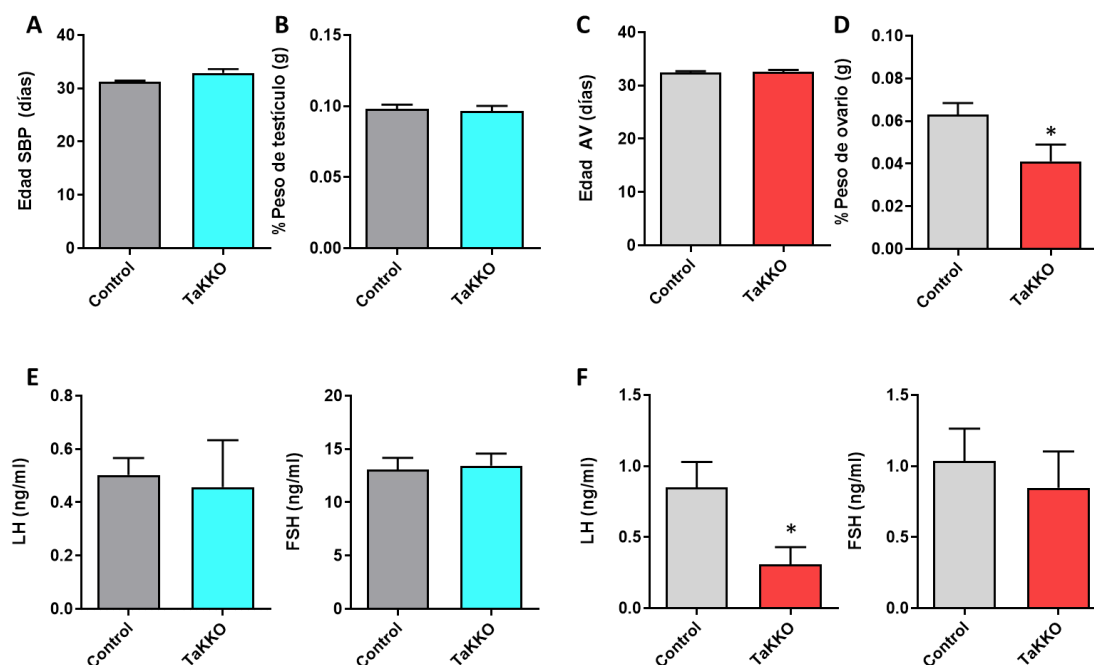 A
Edad SBP (días)
40
30
20
10
0
Control
TaKKO
B
% Peso de testículo (g)
0.15
0.10
0.05
0.00
Control
TaKKO
C
Edad AV (días)
40
30
20
10
0
Control
TaKKO
D
% Peso de ovario (g)
0.10
0.08
0.06
0.04
0.02
0.00
*
Control
TaKKO
E
LH (ng/ml)
0.8
0.6
0.4
0.2
0.0
Control
TaKKO
FSH (ng/ml)
20
15
10
5
0
Control
TaKKO
F
LH (ng/ml)
1.5
1.0
0.5
0.0
*
Control
TaKKO
FSH (ng/ml)
1.5
1.0
0.5
0.0
Control
TaKKO